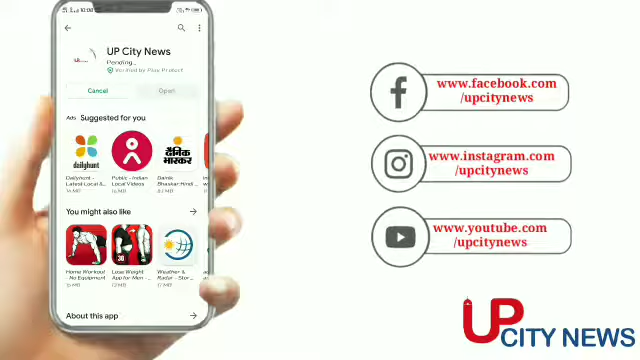 10:00
UP City News
Pending...
Verified by Play Protect
Cancel
Open
Ads Suggested for you
dailyhunt
दैनिक
भास्कर
Dailyhunt -
Latest Local &...
Public - Indian
Local Videos
Dainik
Bhaskar:Hindi...
You might also like
30
Home Workout
- No Equipment
Lose Weight
App for Men -...
Weather &
Radar - Stor...
About this app
www.facebook.com
/upcitynews
www.instagram.com
/upcitynews
www.youtube.com
/upcitynews
UP
CITY NEWS